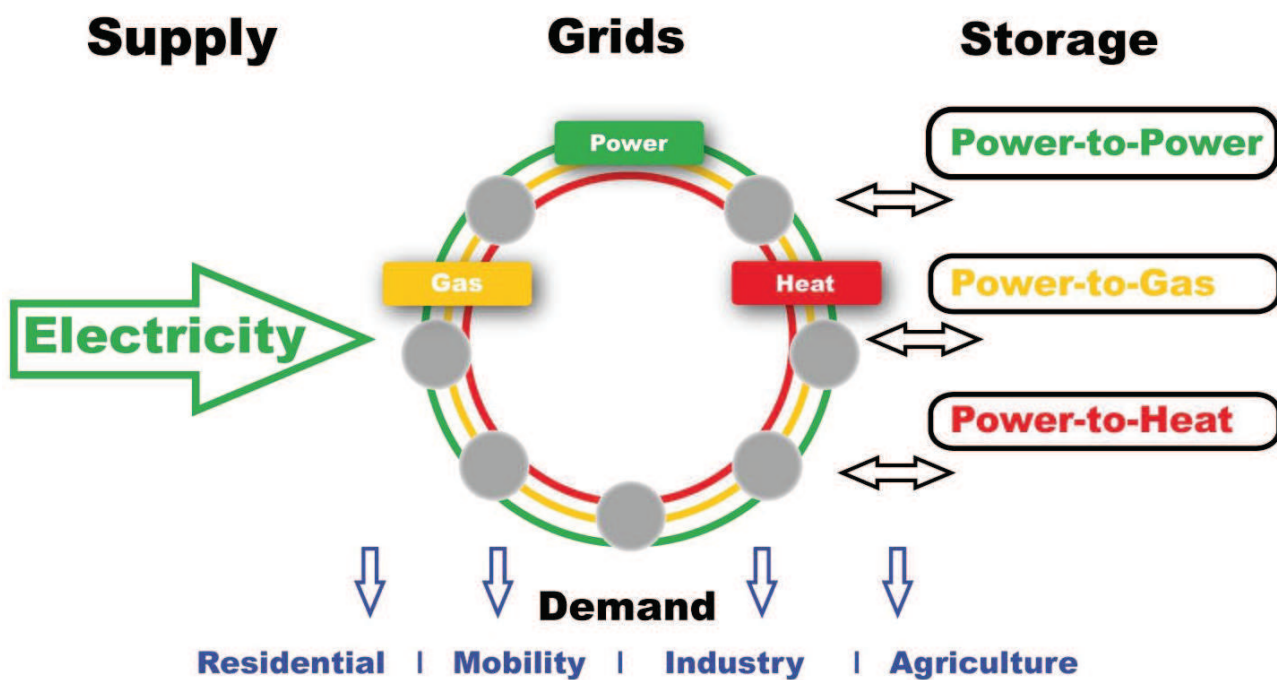 Supply Grids Storage
Power
Power-to-Power
Gas
Heat
Power-to-Gas
Electricity
Power-to-Heat
Demand
Residential | Mobility | Industry | Agriculture